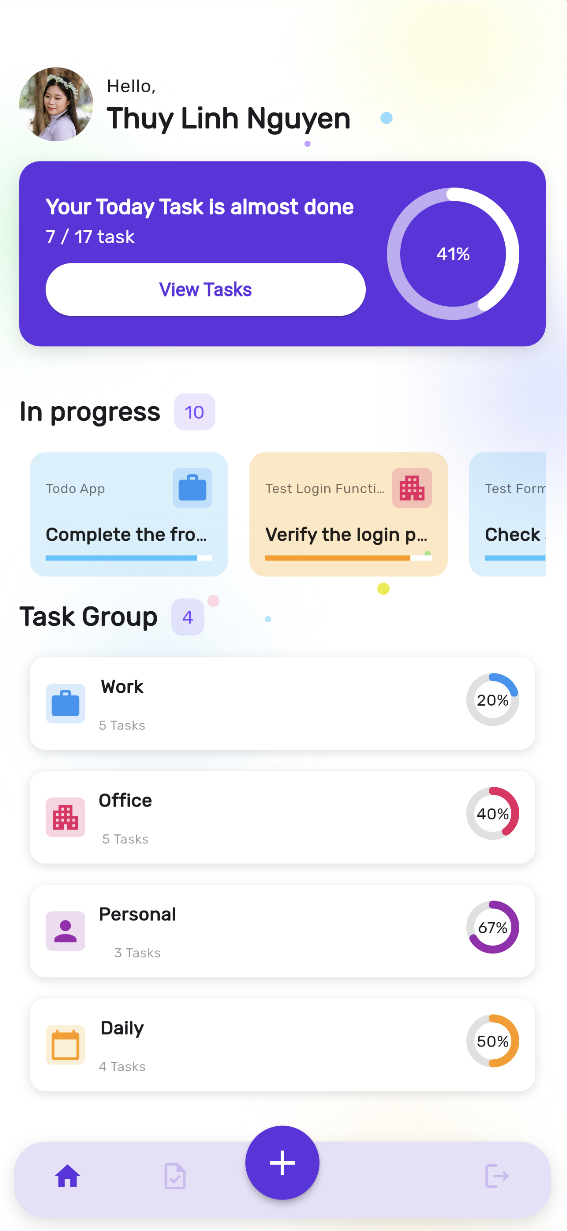 Hello,
Thuy Linh Nguyen
Your Today Task is almost done
7 / 17 task
41%
View Tasks
In progress 10
Todo App
Complete the fro...
Test Login Functi...
Verify the login p...
Test Form
Check
Task Group 4
Work
5 Tasks
20%
Office
5 Tasks
40%
Personal
3 Tasks
67%
Daily
4 Tasks
50%